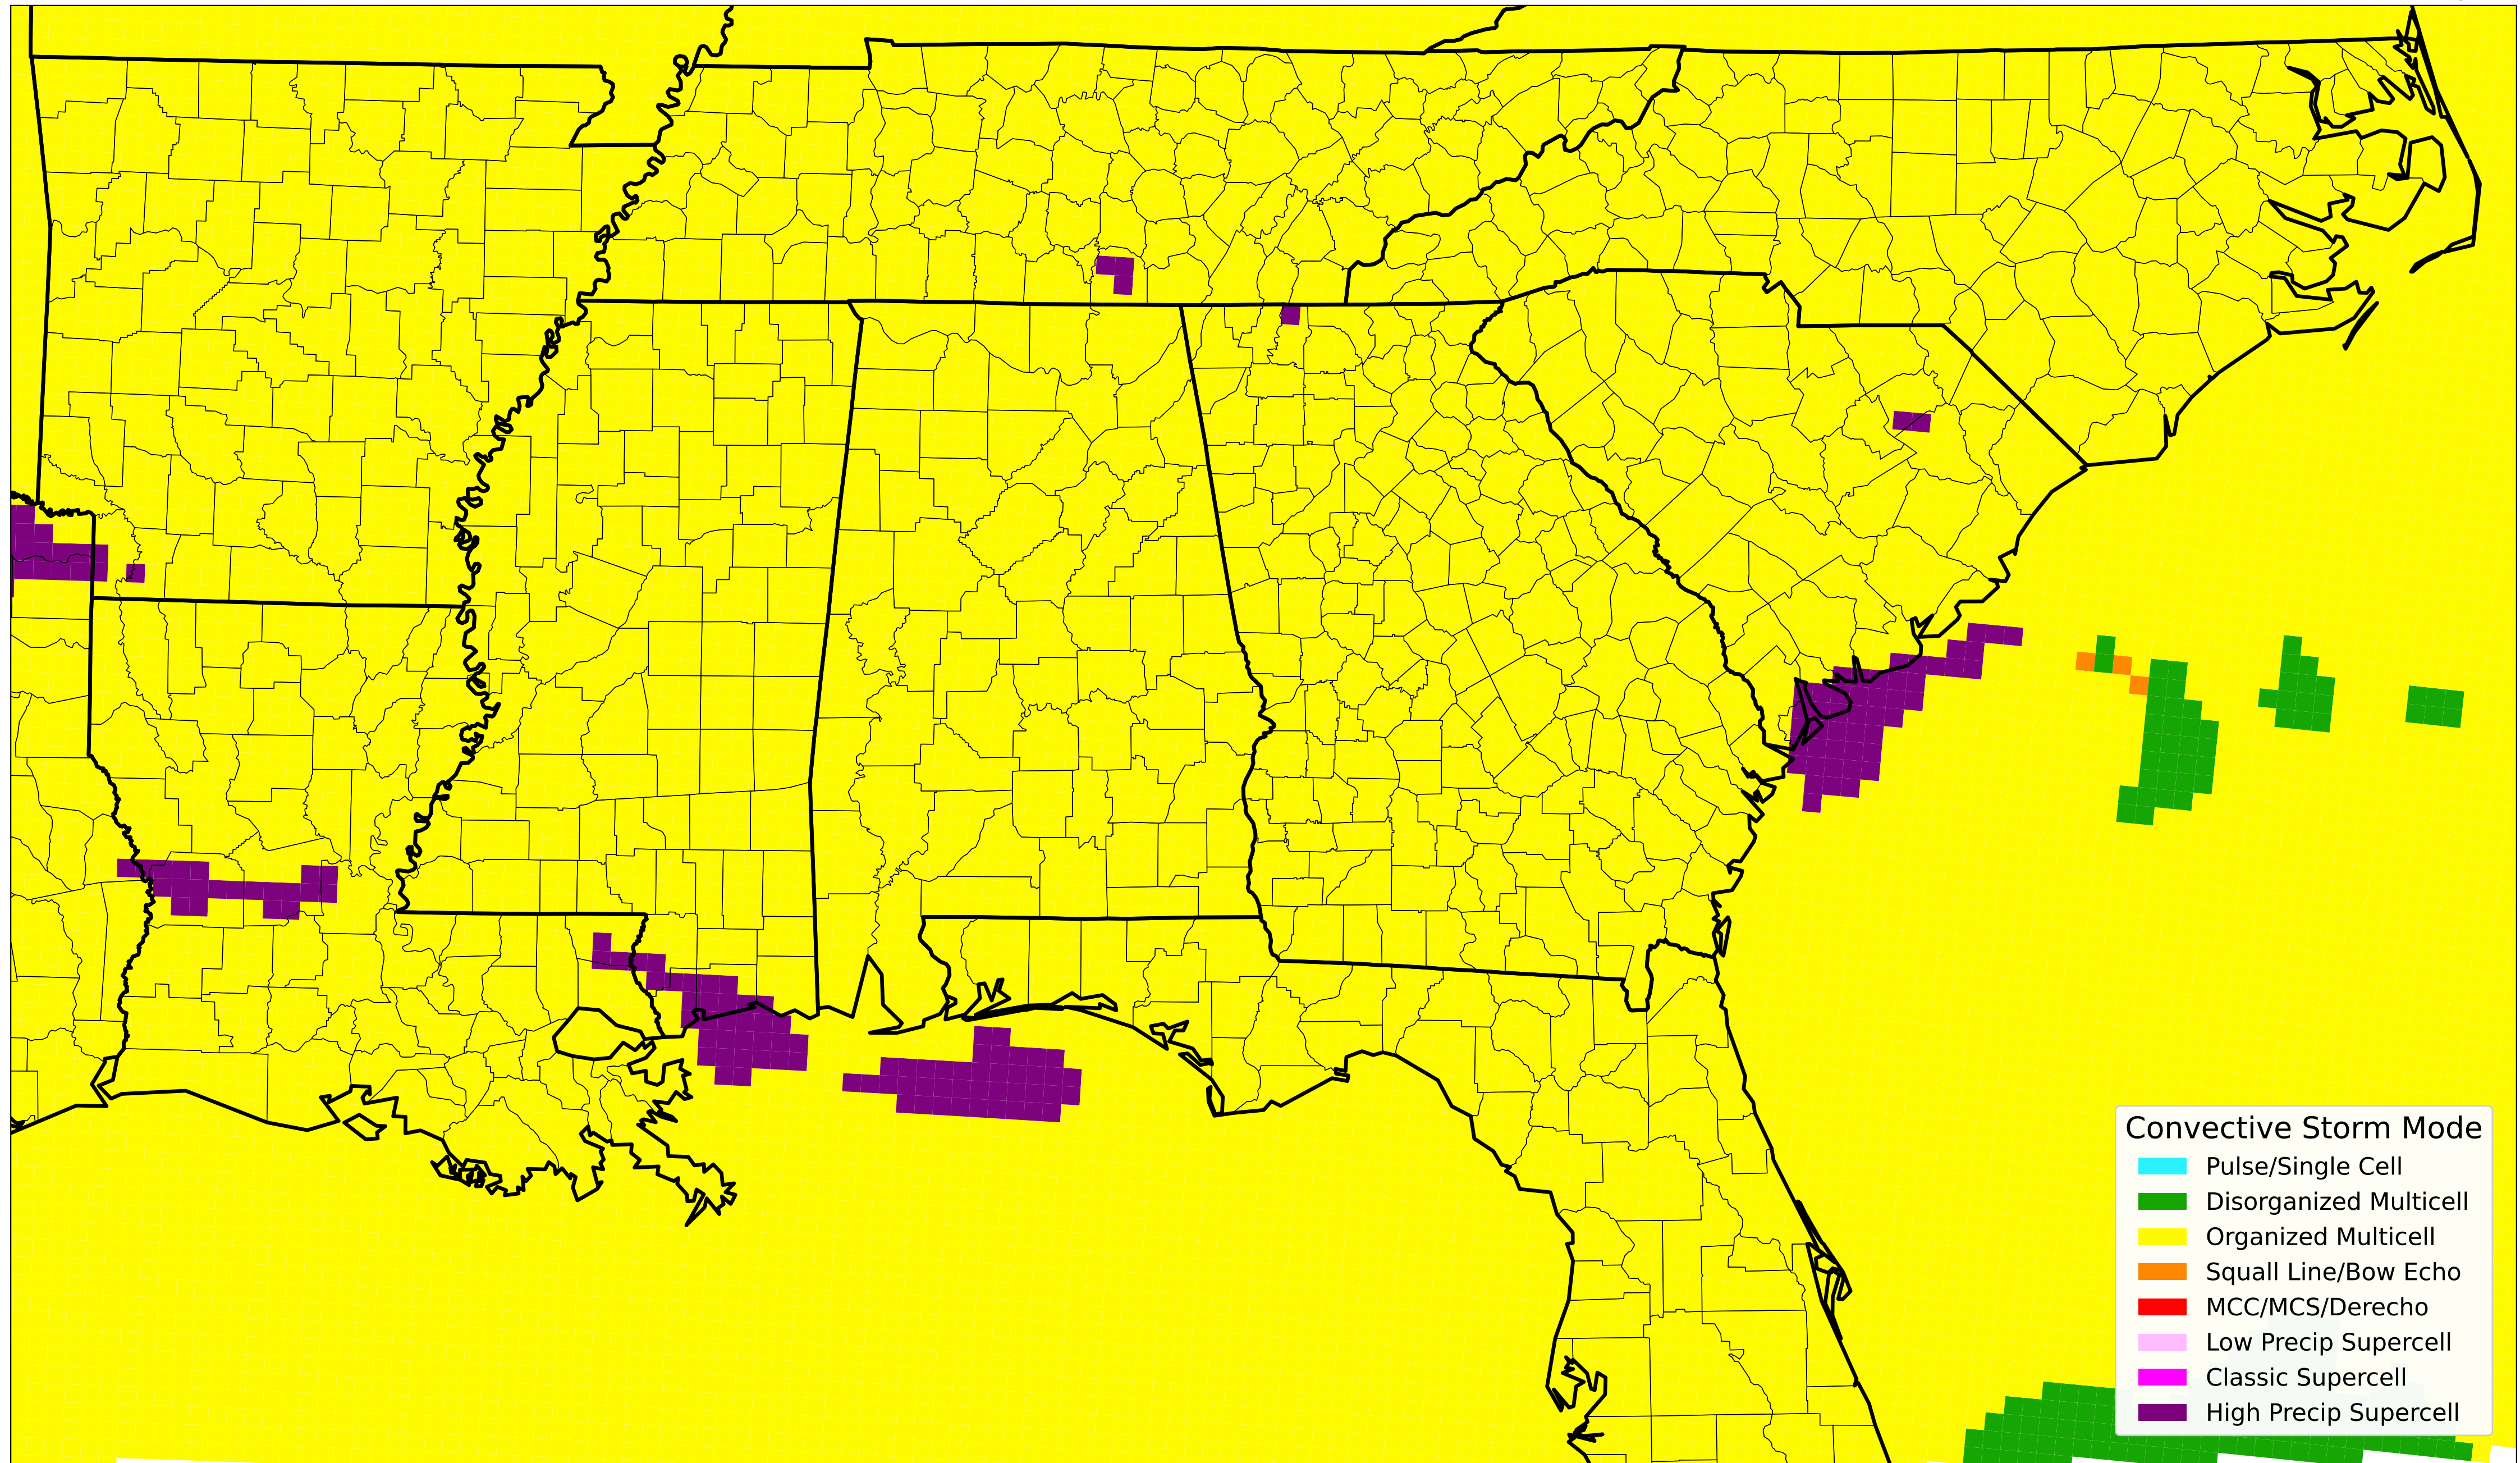 Convective Storm Mode
Pulse/Single Cell
Disorganized Multicell
Organized Multicell
Squall Line/Bow Echo
MCC/MCS/Derecho
Low Precip Supercell
Classic Supercell
High Precip Supercell